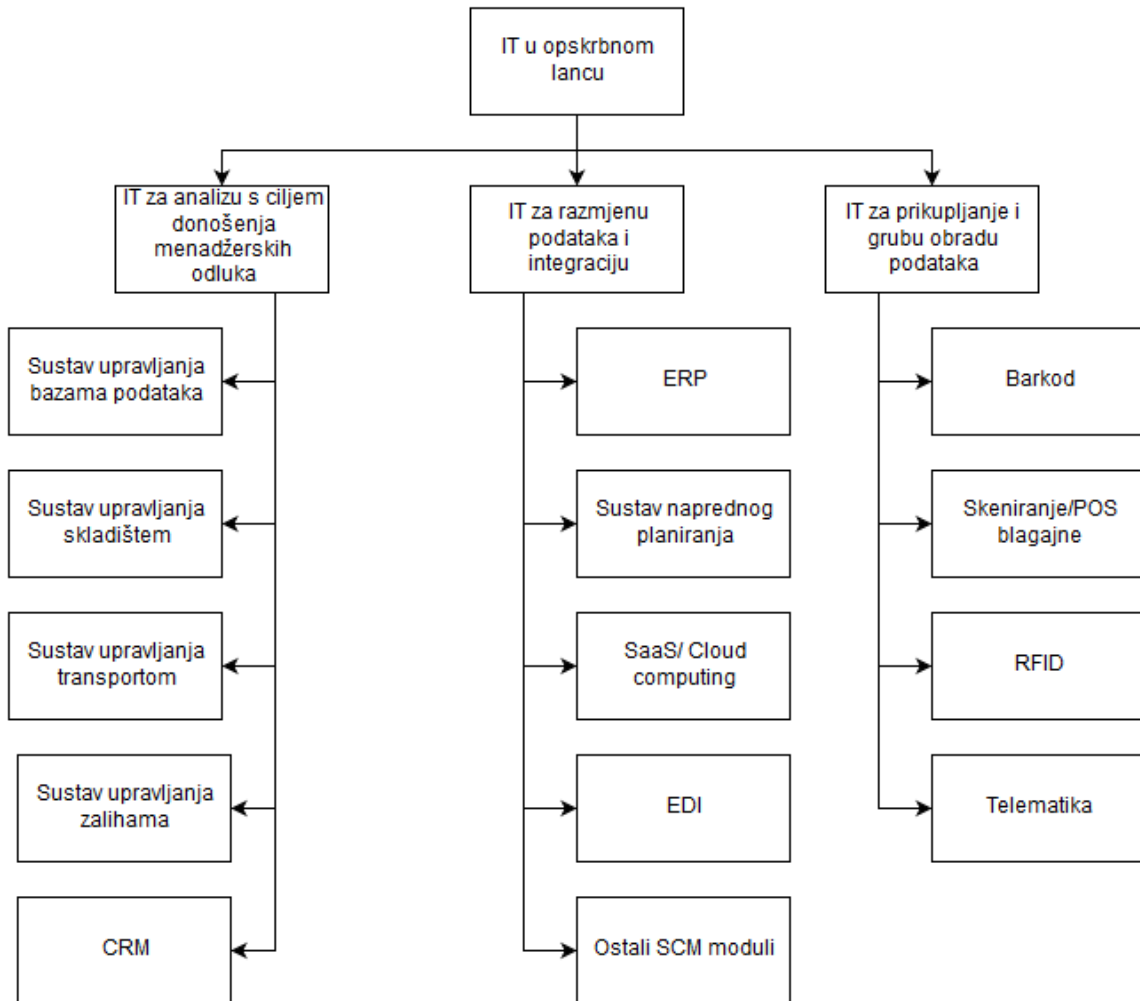 IT u opskrbnom
lancu
IT za analizu s ciljem
donošenja
menadžerskih
odluka
IT za razmjenu
podataka i
integraciju
IT za prikupljanje i
grubu obradu
podataka
Sustav upravljanja
bazama podataka
ERP
Barkod
Sustav upravljanja
skladištem
Sustav naprednog
planiranja
Skeniranje/POS
blagajne
Sustav upravljanja
transportom
SaaS/ Cloud
computing
RFID
Sustav upravljanja
zalihama
EDI
Telematika
CRM
Ostali SCM moduli